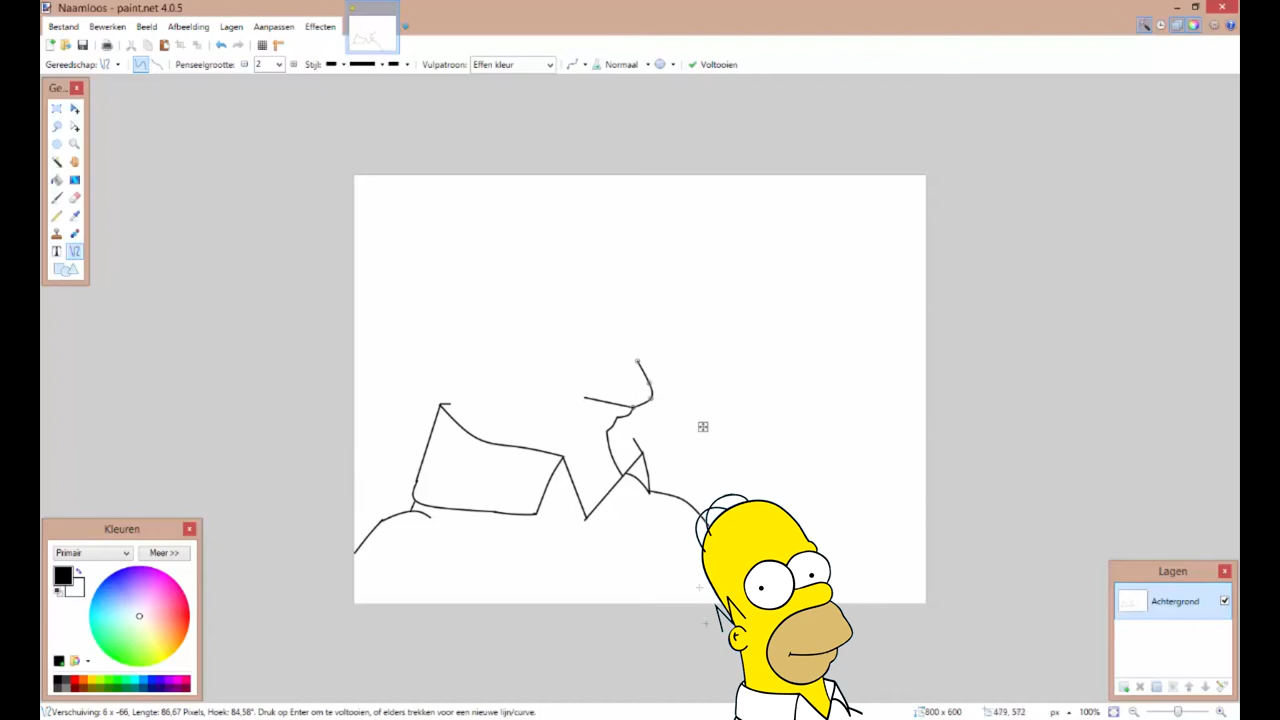 Naamloos - paint.net 4.0.5
Bestand Bewerken Beeld Afbeelding Lagen Aanpassen Effecten
Gereedschap: Penseelgrootte: 2 Stijl: Vulpatroon: Effen kleur Normaal Voltooien
Ge...
T
Kleuren
Primair Meer >>
Lagen
Achtergrond
Verschuiving: 6 x -66, Lengte: 86,67 Pixels, Hoek: 84,58°. Druk op Enter om te voltooien, of elders trekken voor een nieuwe lijn/curve. 800 x 600 479, 572 px 100%